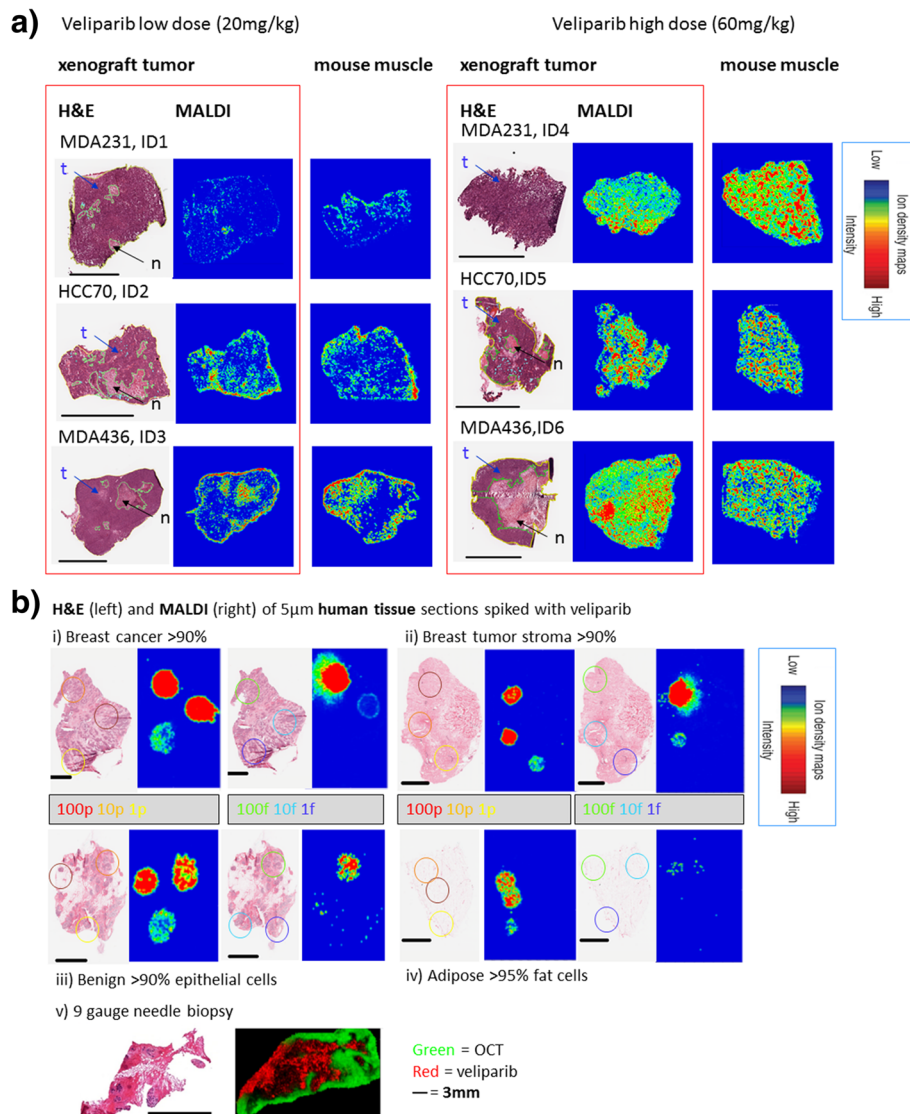 a)
Veliparib low dose (20mg/kg)
Veliparib high dose (60mg/kg)
xenograft tumor
mouse muscle
xenograft tumor
mouse muscle
H&E
MALDI
H&E
MALDI
MDA231, ID1
t
n
MDA231, ID4
t
HCC70, ID2
t
n
HCC70,ID5
t
n
MDA436, ID3
t
n
MDA436,ID6
t
n
Low
Ion density maps
Intensity
High
b)
H&E (left) and MALDI (right) of 5µm human tissue sections spiked with veliparib
i) Breast cancer >90%
ii) Breast tumor stroma >90%
Low
Ion density maps
Intensity
High
100p 10p 1p
100f 10f 1f
100p 10p 1p
100f 10f 1f
iii) Benign >90% epithelial cells
iv) Adipose >95% fat cells
v) 9 gauge needle biopsy
Green = OCT
Red = veliparib
— = 3mm